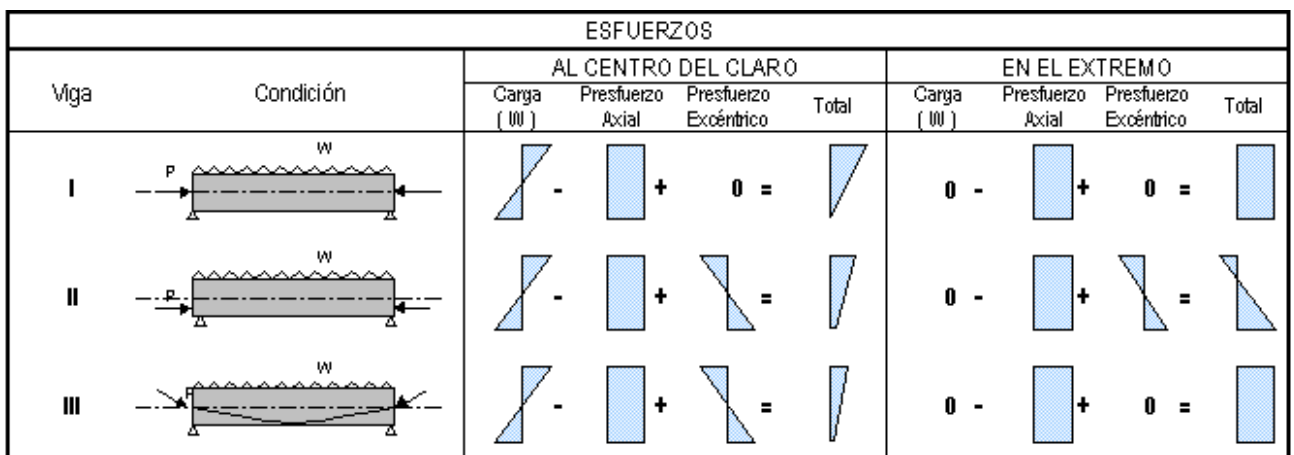 ESFUERZOS
Viga Condición AL CENTRO DEL CLARO EN EL EXTREMO
Carga (W) Presfuerzo Axial Presfuerzo Excéntrico Total Carga (W) Presfuerzo Axial Presfuerzo Excéntrico Total
I P W - + 0 = 0 - + 0 =
II P W - + = 0 - + =
III P W - + = 0 - + 0 =